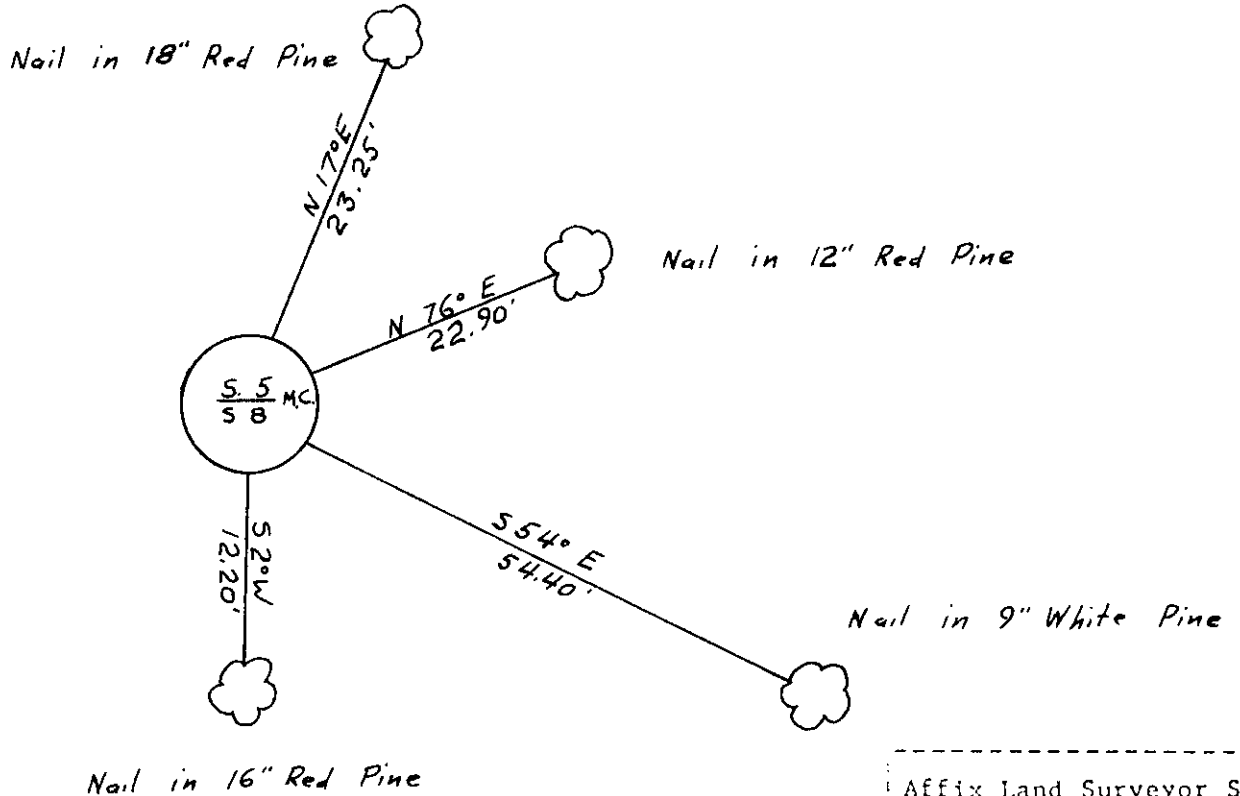 Nail in 18" Red Pine
N 17° E
23.25'
Nail in 12" Red Pine
N 76° E
22.90'
S. 5
S 8
M.C.
S 54° E
54.40'
S 2° W
12.20'
Nail in 9" White Pine
Nail in 16" Red Pine
Affix Land Surveyor S